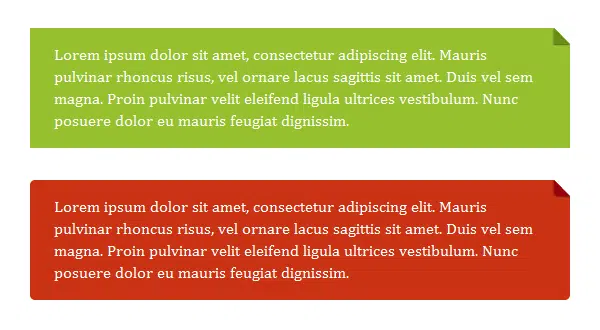 Lorem ipsum dolor sit amet, consectetur adipiscing elit. Mauris
pulvinar rhoncus risus, vel ornare lacus sagittis sit amet. Duis vel sem
magna. Proin pulvinar velit eleifend ligula ultrices vestibulum. Nunc
posuere dolor eu mauris feugiat dignissim.
Lorem ipsum dolor sit amet, consectetur adipiscing elit. Mauris
pulvinar rhoncus risus, vel ornare lacus sagittis sit amet. Duis vel sem
magna. Proin pulvinar velit eleifend ligula ultrices vestibulum. Nunc
posuere dolor eu mauris feugiat dignissim.